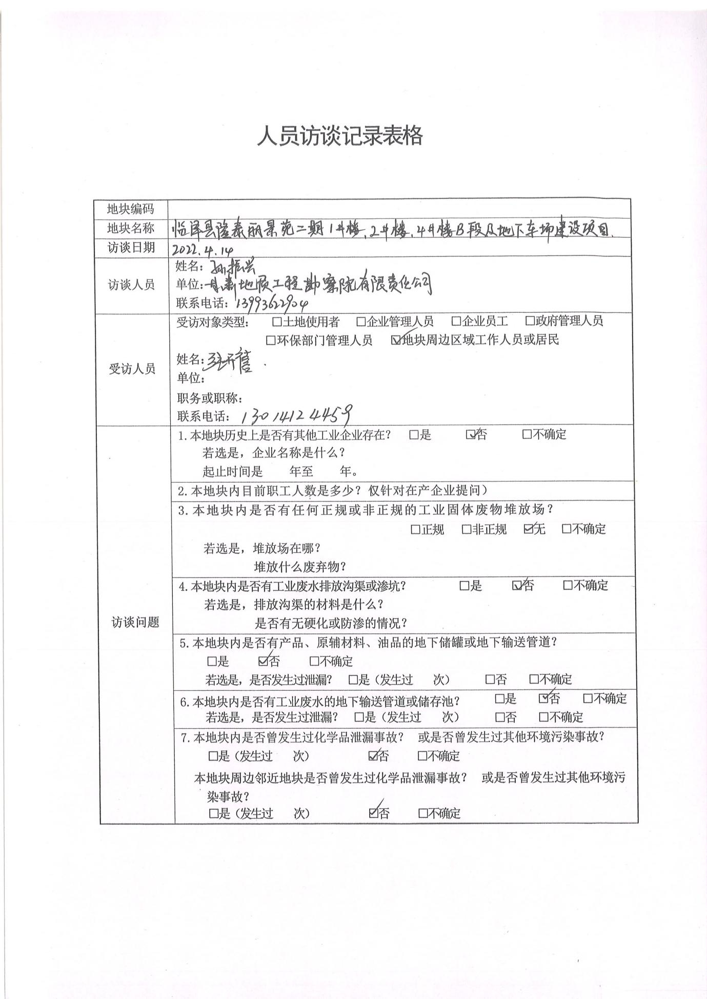 人员访谈记录表格
地块编码
地块名称 临泽县隆泰丽景苑二期1#楼、2#楼、4#楼B段及地下车场建设项目
访谈日期 2022.4.14
姓名：孙振兴
访谈人员 单位：甘肃地质工程勘察院有限责任公司
联系电话：13993622904
受访对象类型： □土地使用者 □企业管理人员 □企业员工 □政府管理人员
□环保部门管理人员 ☑地块周边区域工作人员或居民
姓名：
受访人员
单位：
职务或职称：
联系电话：13014124459
访谈问题
1.本地块历史上是否有其他工业企业存在？ □是 ☑否 □不确定
若选是，企业名称是什么？
起止时间是 年至 年。
2.本地块内目前职工人数是多少？仅针对在产企业提问）
3.本地块内是否有任何正规或非正规的工业固体废物堆放场？
□正规 □非正规 ☑无 □不确定
若选是，堆放场在哪？
堆放什么废弃物？
4.本地块内是否有工业废水排放沟渠或渗坑？ □是 ☑否 □不确定
若选是，排放沟渠的材料是什么？
是否有无硬化或防渗的情况？
5.本地块内是否有产品、原辅材料、油品的地下储罐或地下输送管道？
□是 ☑否 □不确定
若选是，是否发生过泄漏？ □是（发生过 次） □否 □不确定
6.本地块内是否有工业废水的地下输送管道或储存池？ □是 ☑否 □不确定
若选是，是否发生过泄漏？ □是（发生过 次） □否 □不确定
7.本地块内是否曾发生过化学品泄漏事故？ 或是否曾发生过其他环境污染事故？
□是（发生过 次） ☑否 □不确定
本地块周边邻近地块是否曾发生过化学品泄漏事故？ 或是否曾发生过其他环境污
染事故？
□是（发生过 次） ☑否 □不确定